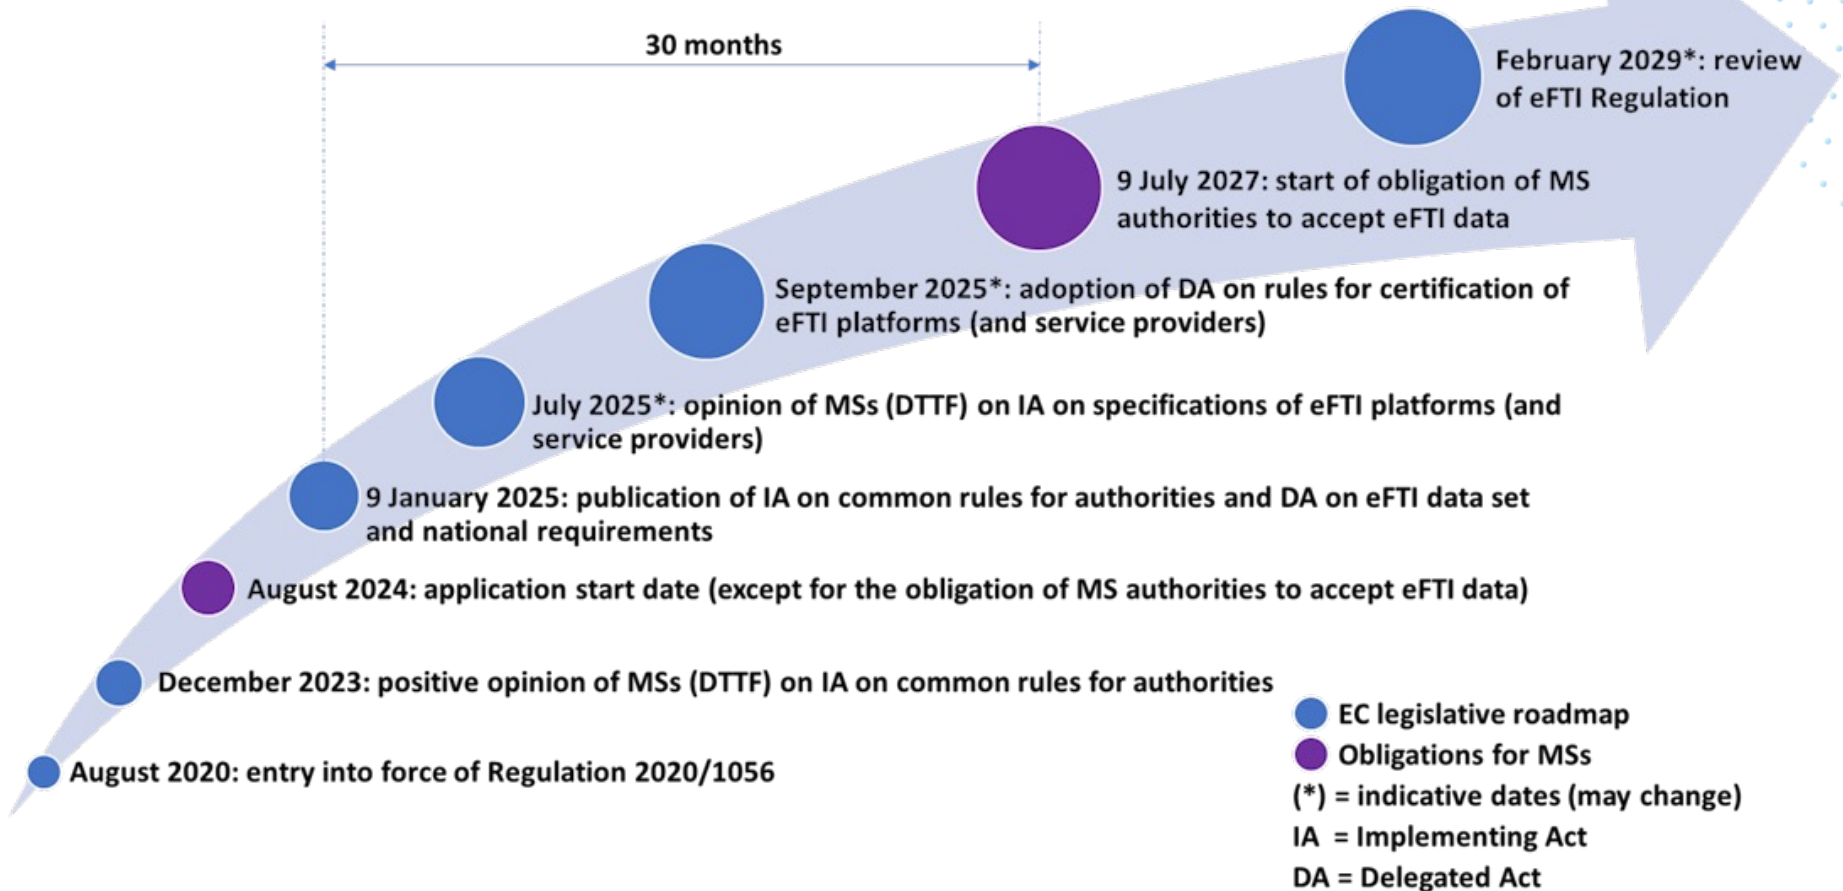 30 months
February 2029*: review
of eFTI Regulation
9 July 2027: start of obligation of MS
authorities to accept eFTI data
September 2025*: adoption of DA on rules for certification of
eFTI platforms (and service providers)
July 2025*: opinion of MSs (DTTF) on IA on specifications of eFTI platforms (and
service providers)
9 January 2025: publication of IA on common rules for authorities and DA on eFTI data set
and national requirements
August 2024: application start date (except for the obligation of MS authorities to accept eFTI data)
December 2023: positive opinion of MSs (DTTF) on IA on common rules for authorities
August 2020: entry into force of Regulation 2020/1056
EC legislative roadmap
Obligations for MSs
(*) = indicative dates (may change)
IA = Implementing Act
DA = Delegated Act